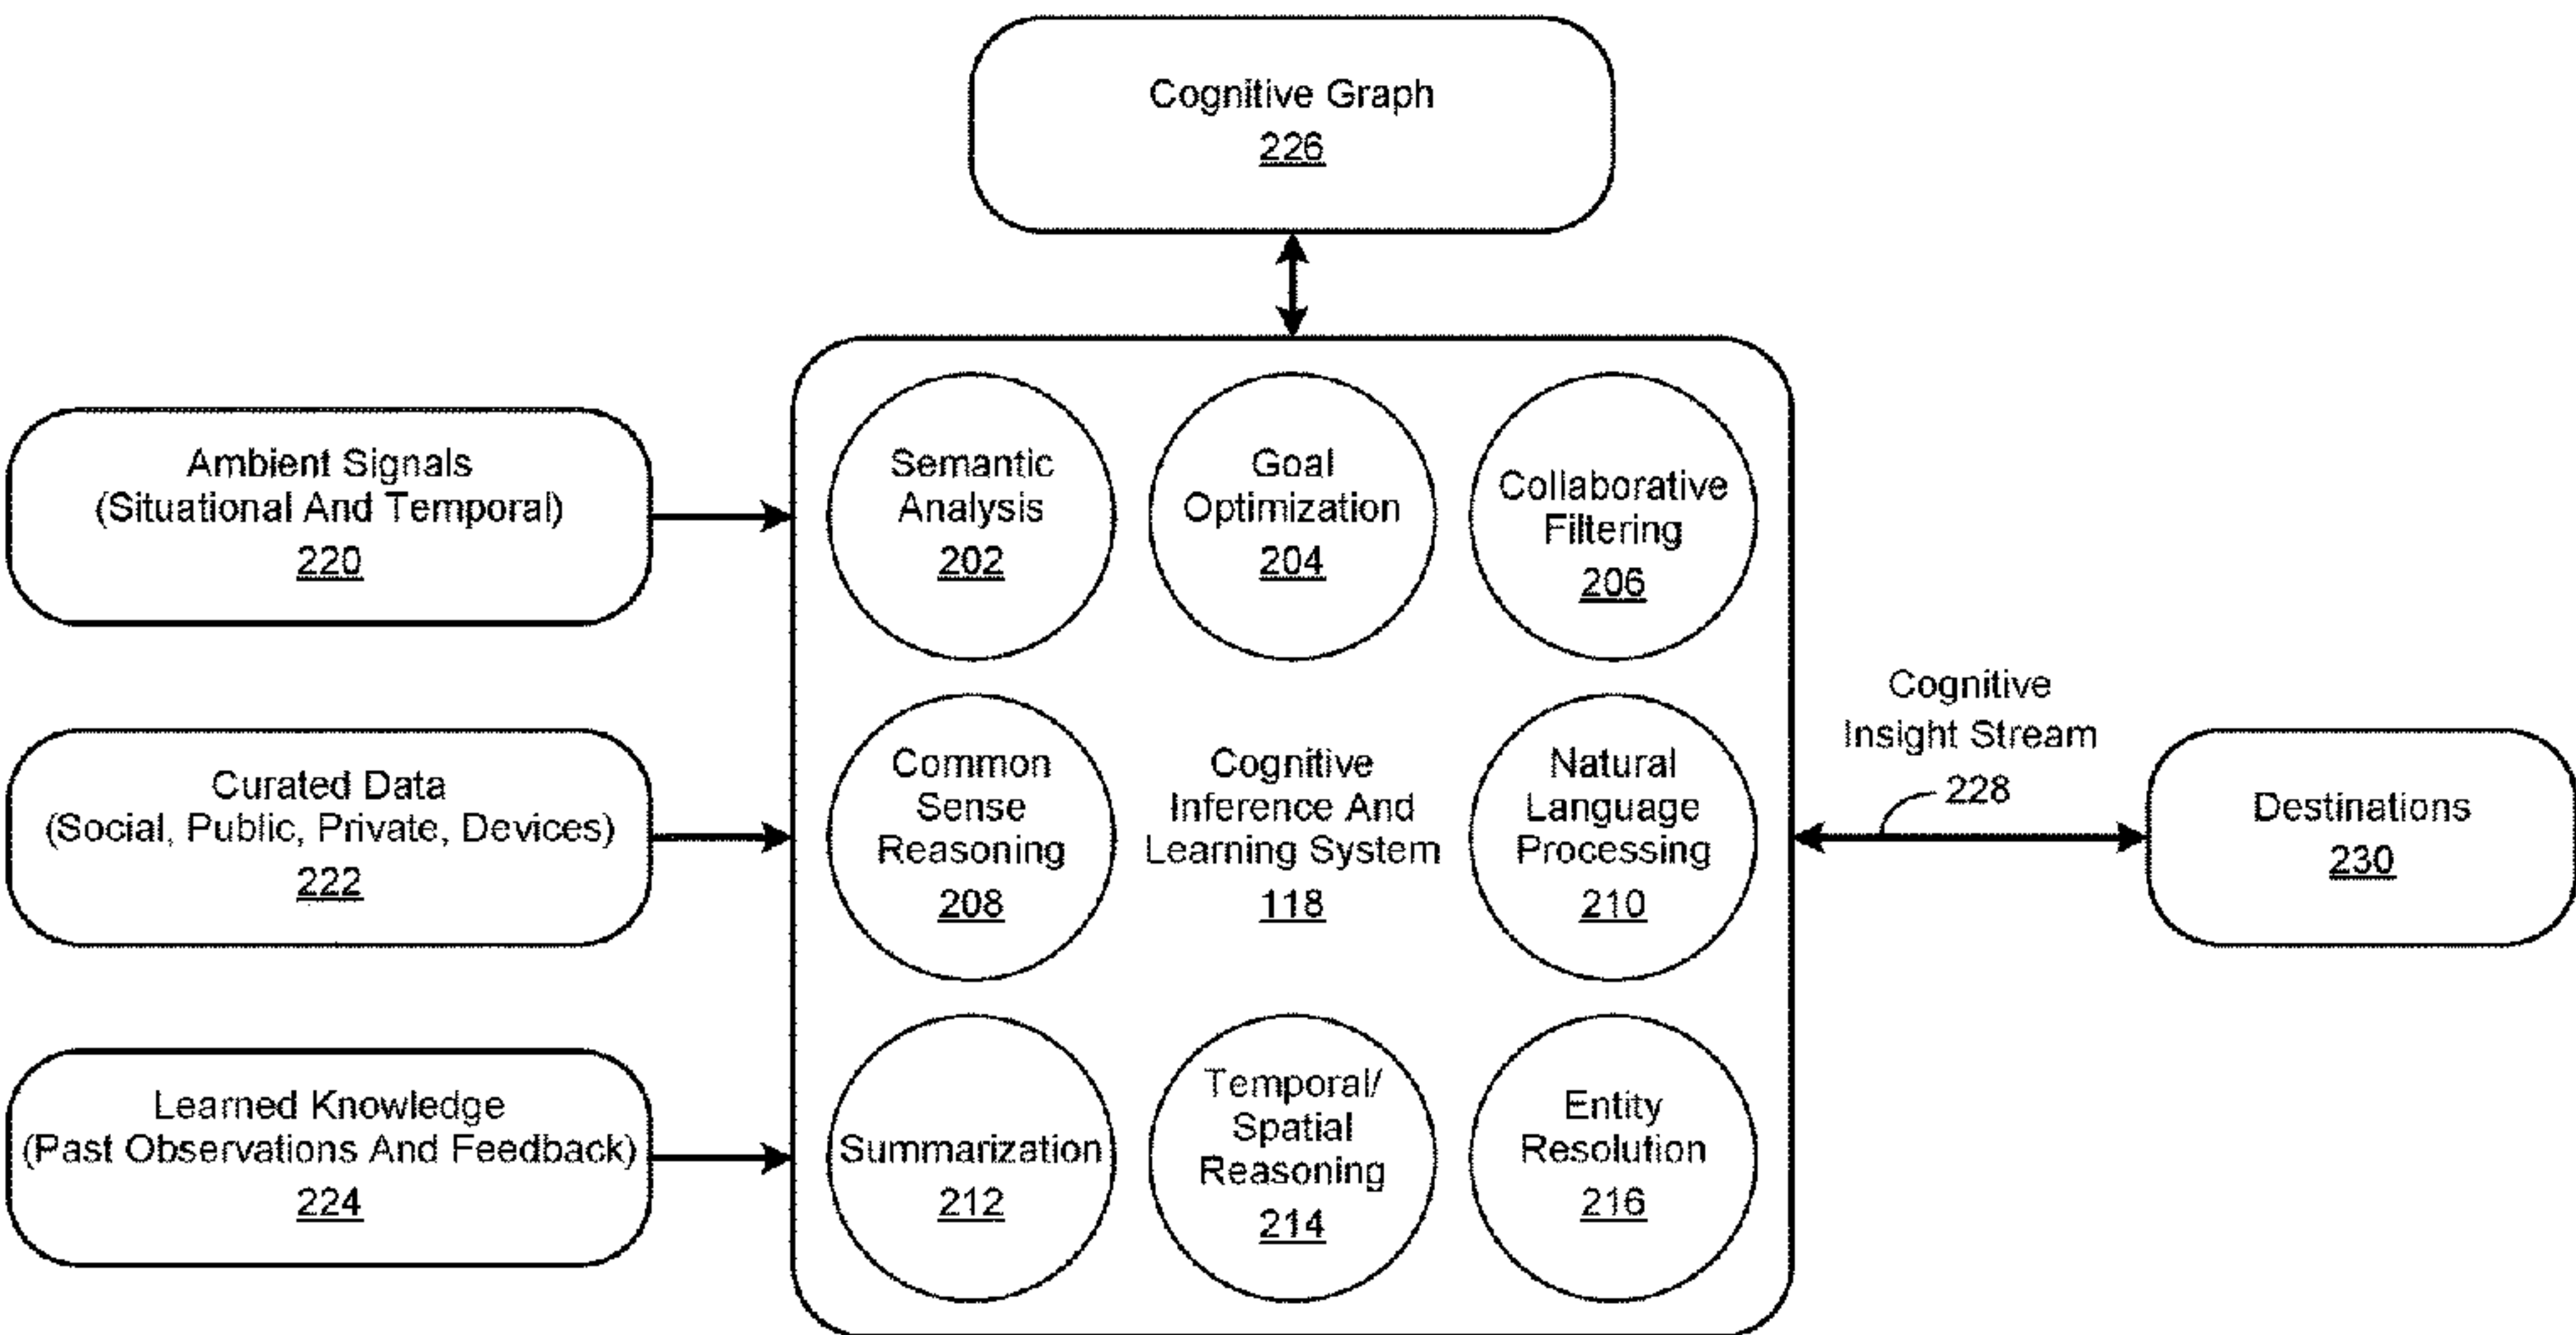 Cognitive Graph
226
Ambient Signals
(Situational And Temporal)
220
Curated Data
(Social, Public, Private, Devices)
222
Learned Knowledge
(Past Observations And Feedback)
224
Semantic
Analysis
202
Goal
Optimization
204
Collaborative
Filtering
206
Common
Sense
Reasoning
208
Cognitive
Inference And
Learning System
118
Natural
Language
Processing
210
Summarization
212
Temporal/
Spatial
Reasoning
214
Entity
Resolution
216
Cognitive
Insight Stream
228
Destinations
230